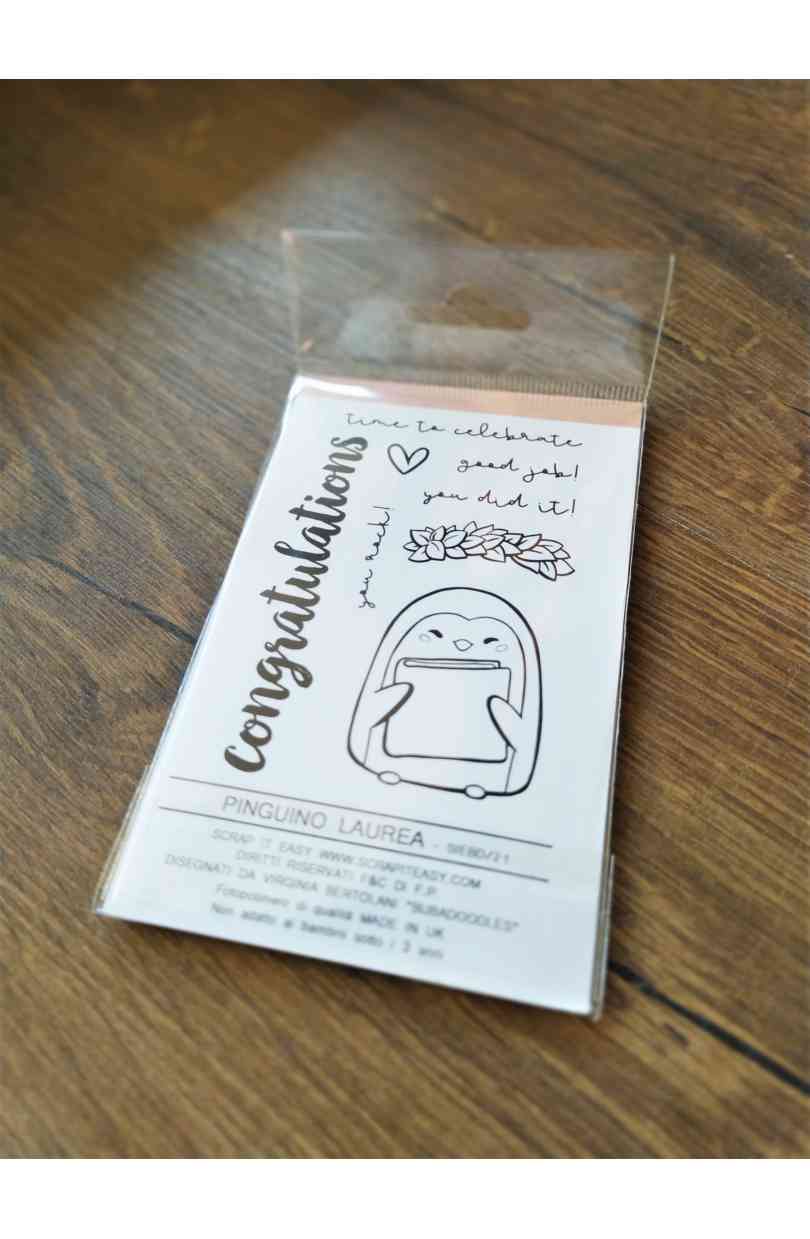 time to celebrate
good job!
you did it!
you rock!
congratulations
PINGUINO LAUREA - SIEBD/21
SCRAP IT EASY WWW.SCRAPITEASY.COM
DIRITTI RISERVATI F&C DI F.P.
DISEGNATI DA VIRGINIA BERTOLANI "BUBADOODLES"
Fotopolimero di qualità MADE IN UK
Non adatto ai bambini sotto i 3 anni